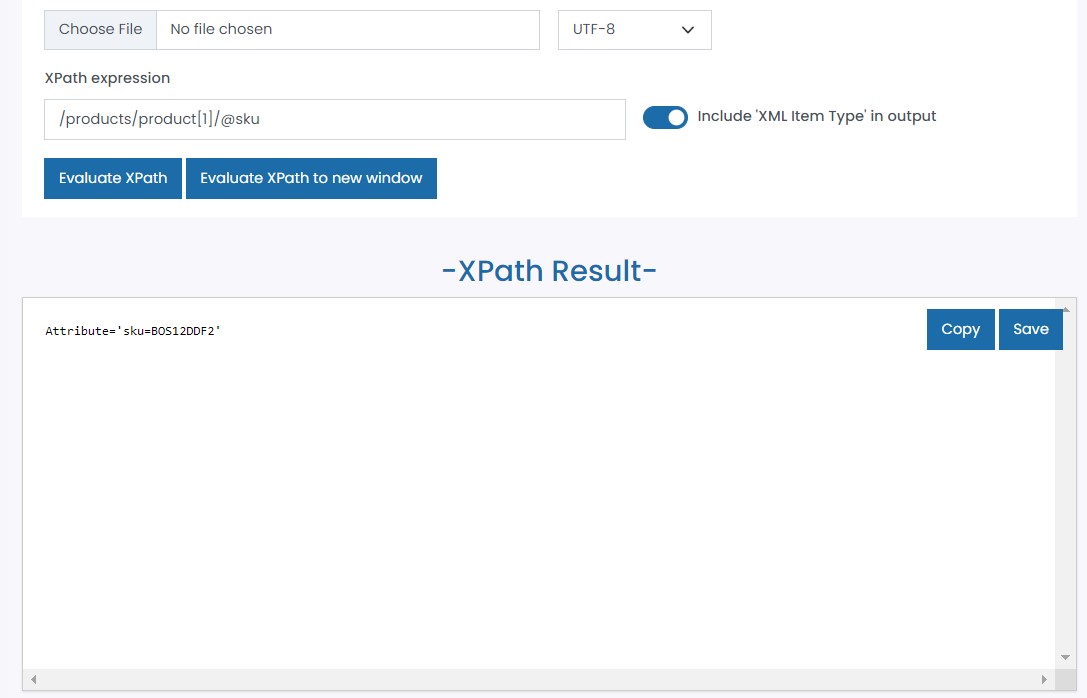 Choose File No file chosen UTF-8
XPath expression
/products/product[1]/@sku Include 'XML Item Type' in output
Evaluate XPath Evaluate XPath to new window
-XPath Result-
Attribute='sku=BOS12DDF2' Copy Save